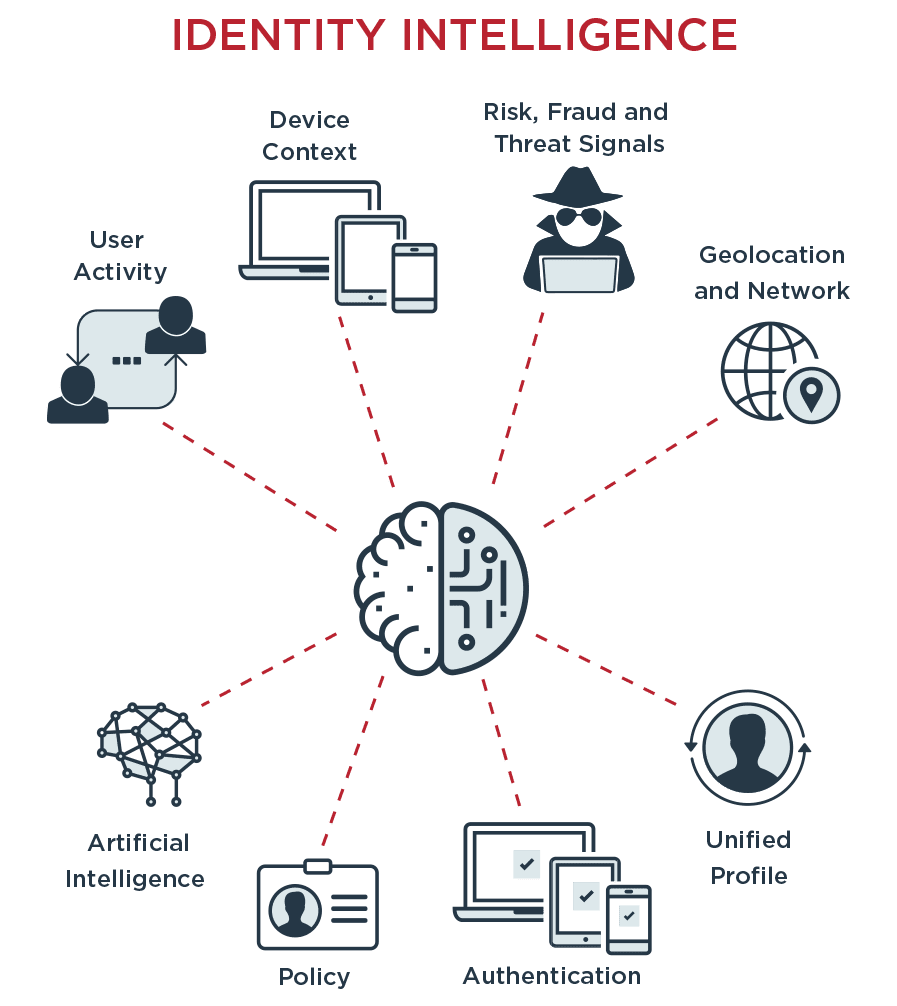 IDENTITY INTELLIGENCE
Device
Context
Risk, Fraud and
Threat Signals
User
Activity
Geolocation
and Network
Artificial
Intelligence
Unified
Profile
Policy
Authentication